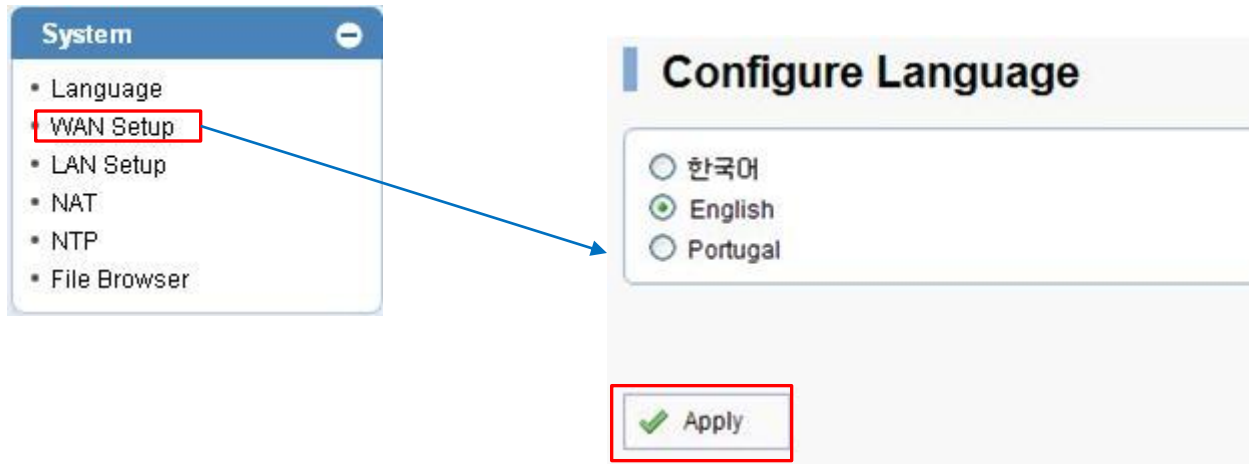 System
Language
WAN Setup
LAN Setup
NAT
NTP
File Browser
Configure Language
한국어
English
Portugal
Apply